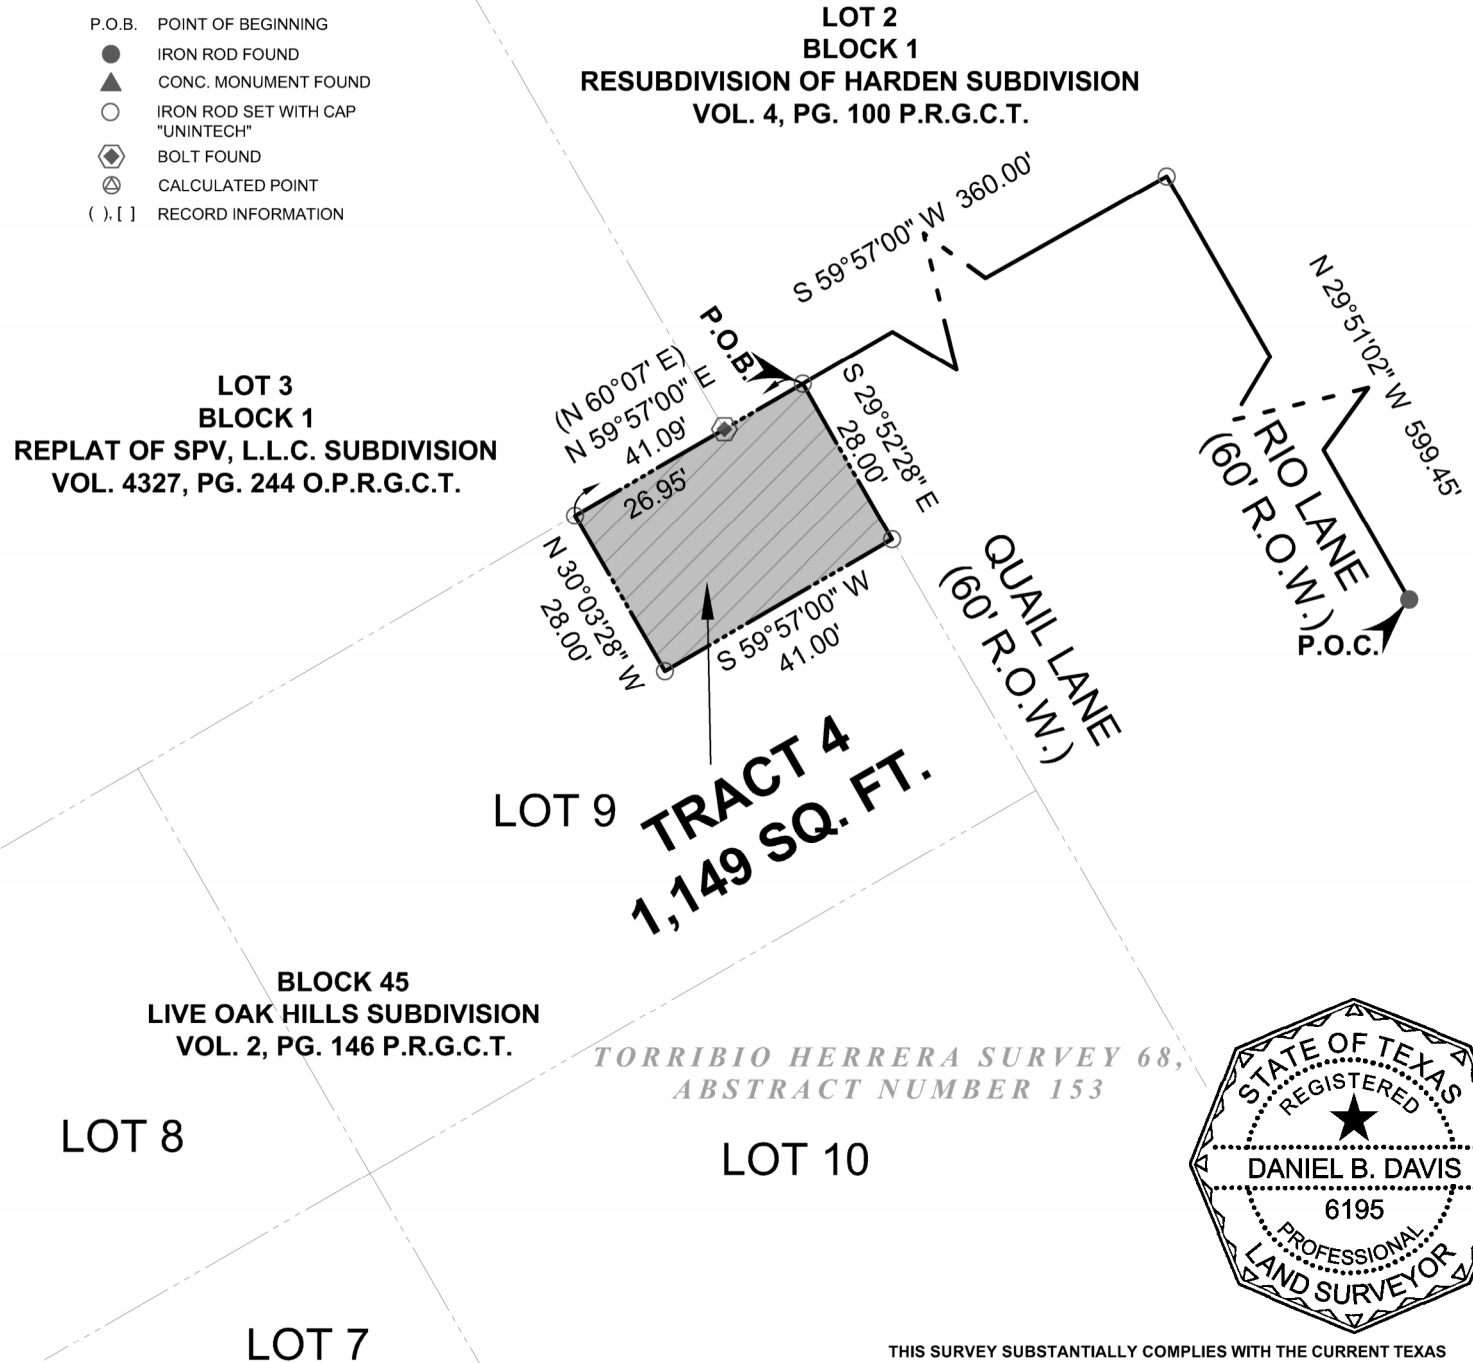 P.O.B. POINT OF BEGINNING
IRON ROD FOUND
CONC. MONUMENT FOUND
IRON ROD SET WITH CAP
"UNINTECH"
BOLT FOUND
CALCULATED POINT
( ), [ ] RECORD INFORMATION
LOT 2
BLOCK 1
RESUBDIVISION OF HARDEN SUBDIVISION
VOL. 4, PG. 100 P.R.G.C.T.
S 59°57'00" W 360.00'
N 29°51'02" W 599.45'
P.O.B.
(N 60°07' E)
N 59°57'00" E
41.09'
26.95'
S 29°52'28" E
28.00'
LOT 3
BLOCK 1
REPLAT OF SPV, L.L.C. SUBDIVISION
VOL. 4327, PG. 244 O.P.R.G.C.T.
RIO LANE
(60' R.O.W.)
P.O.C.
N 30°03'28" W
28.00'
S 59°57'00" W
41.00'
QUAIL LANE
(60' R.O.W.)
TRACT 4
1,149 SQ. FT.
LOT 9
BLOCK 45
LIVE OAK HILLS SUBDIVISION
VOL. 2, PG. 146 P.R.G.C.T.
TORRIBIO HERRERA SURVEY 68,
ABSTRACT NUMBER 153
LOT 8
LOT 10
LOT 7
STATE OF TEXAS
REGISTERED
DANIEL B. DAVIS
6195
PROFESSIONAL
LAND SURVEYOR
THIS SURVEY SUBSTANTIALLY COMPLIES WITH THE CURRENT TEXAS